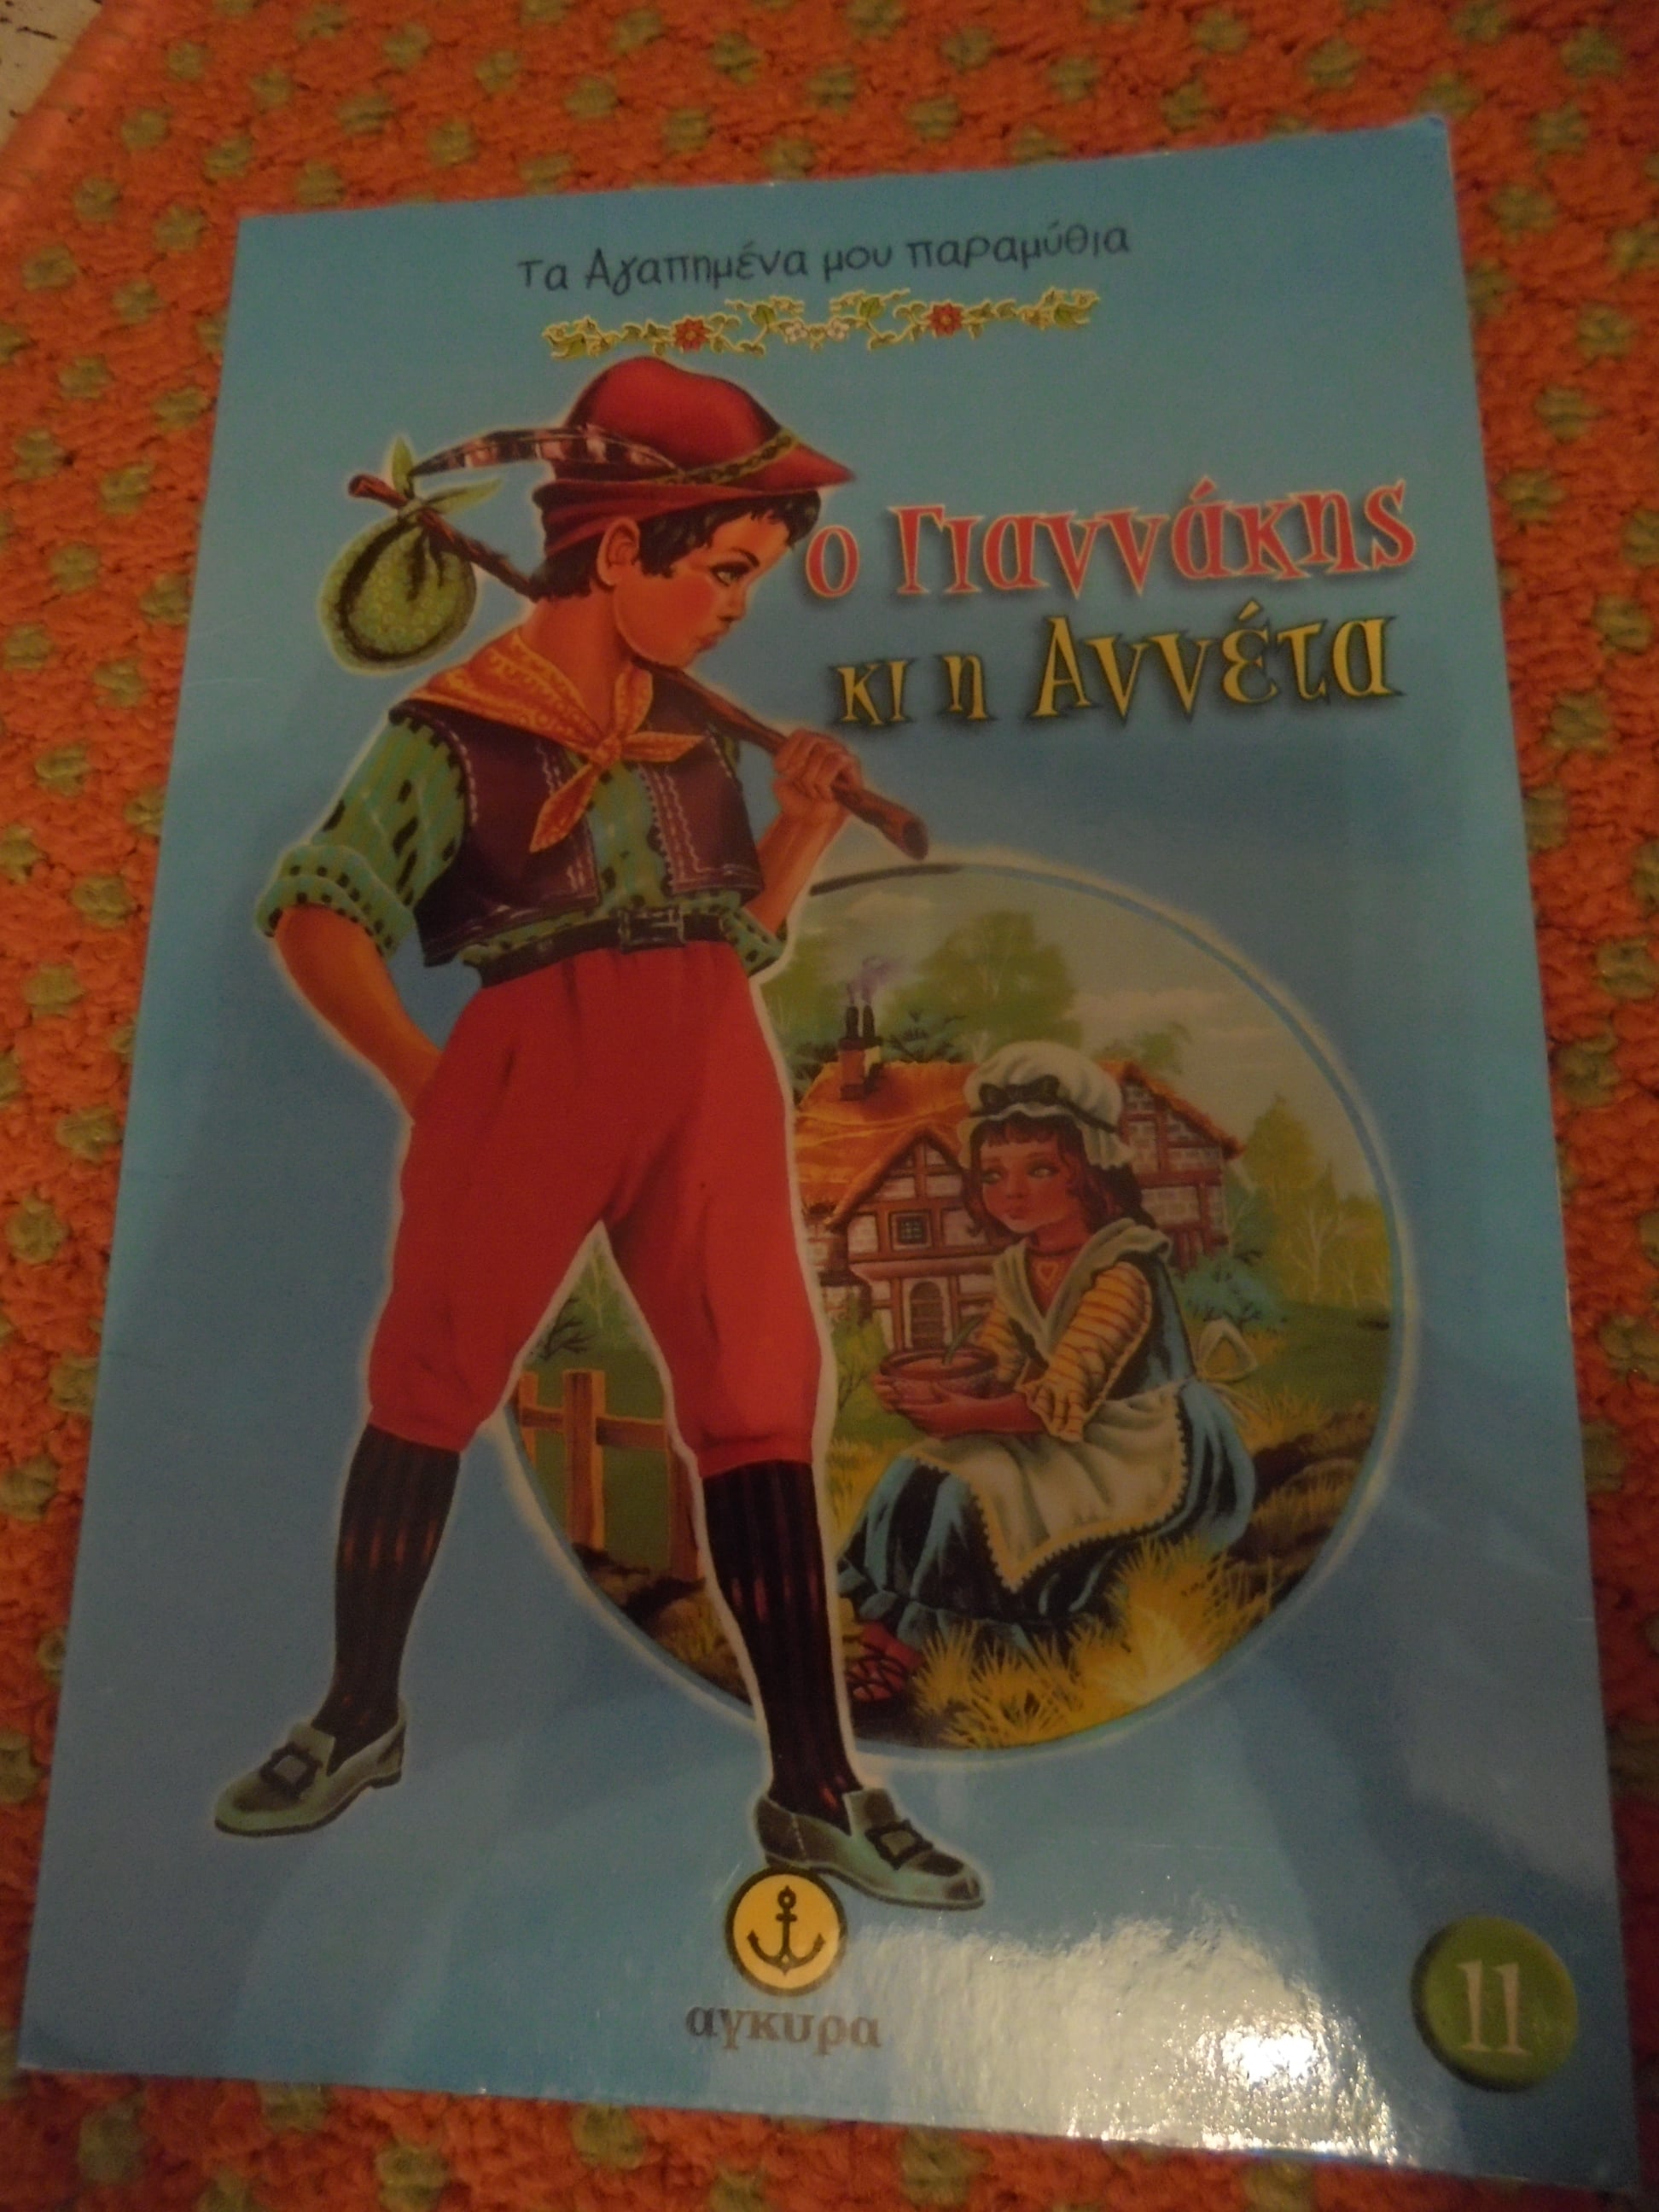 Τα Αγαπημένα μου παραμύθια
Ο Γιαννάκης
κι η Αννέτα
αγκυρα
11